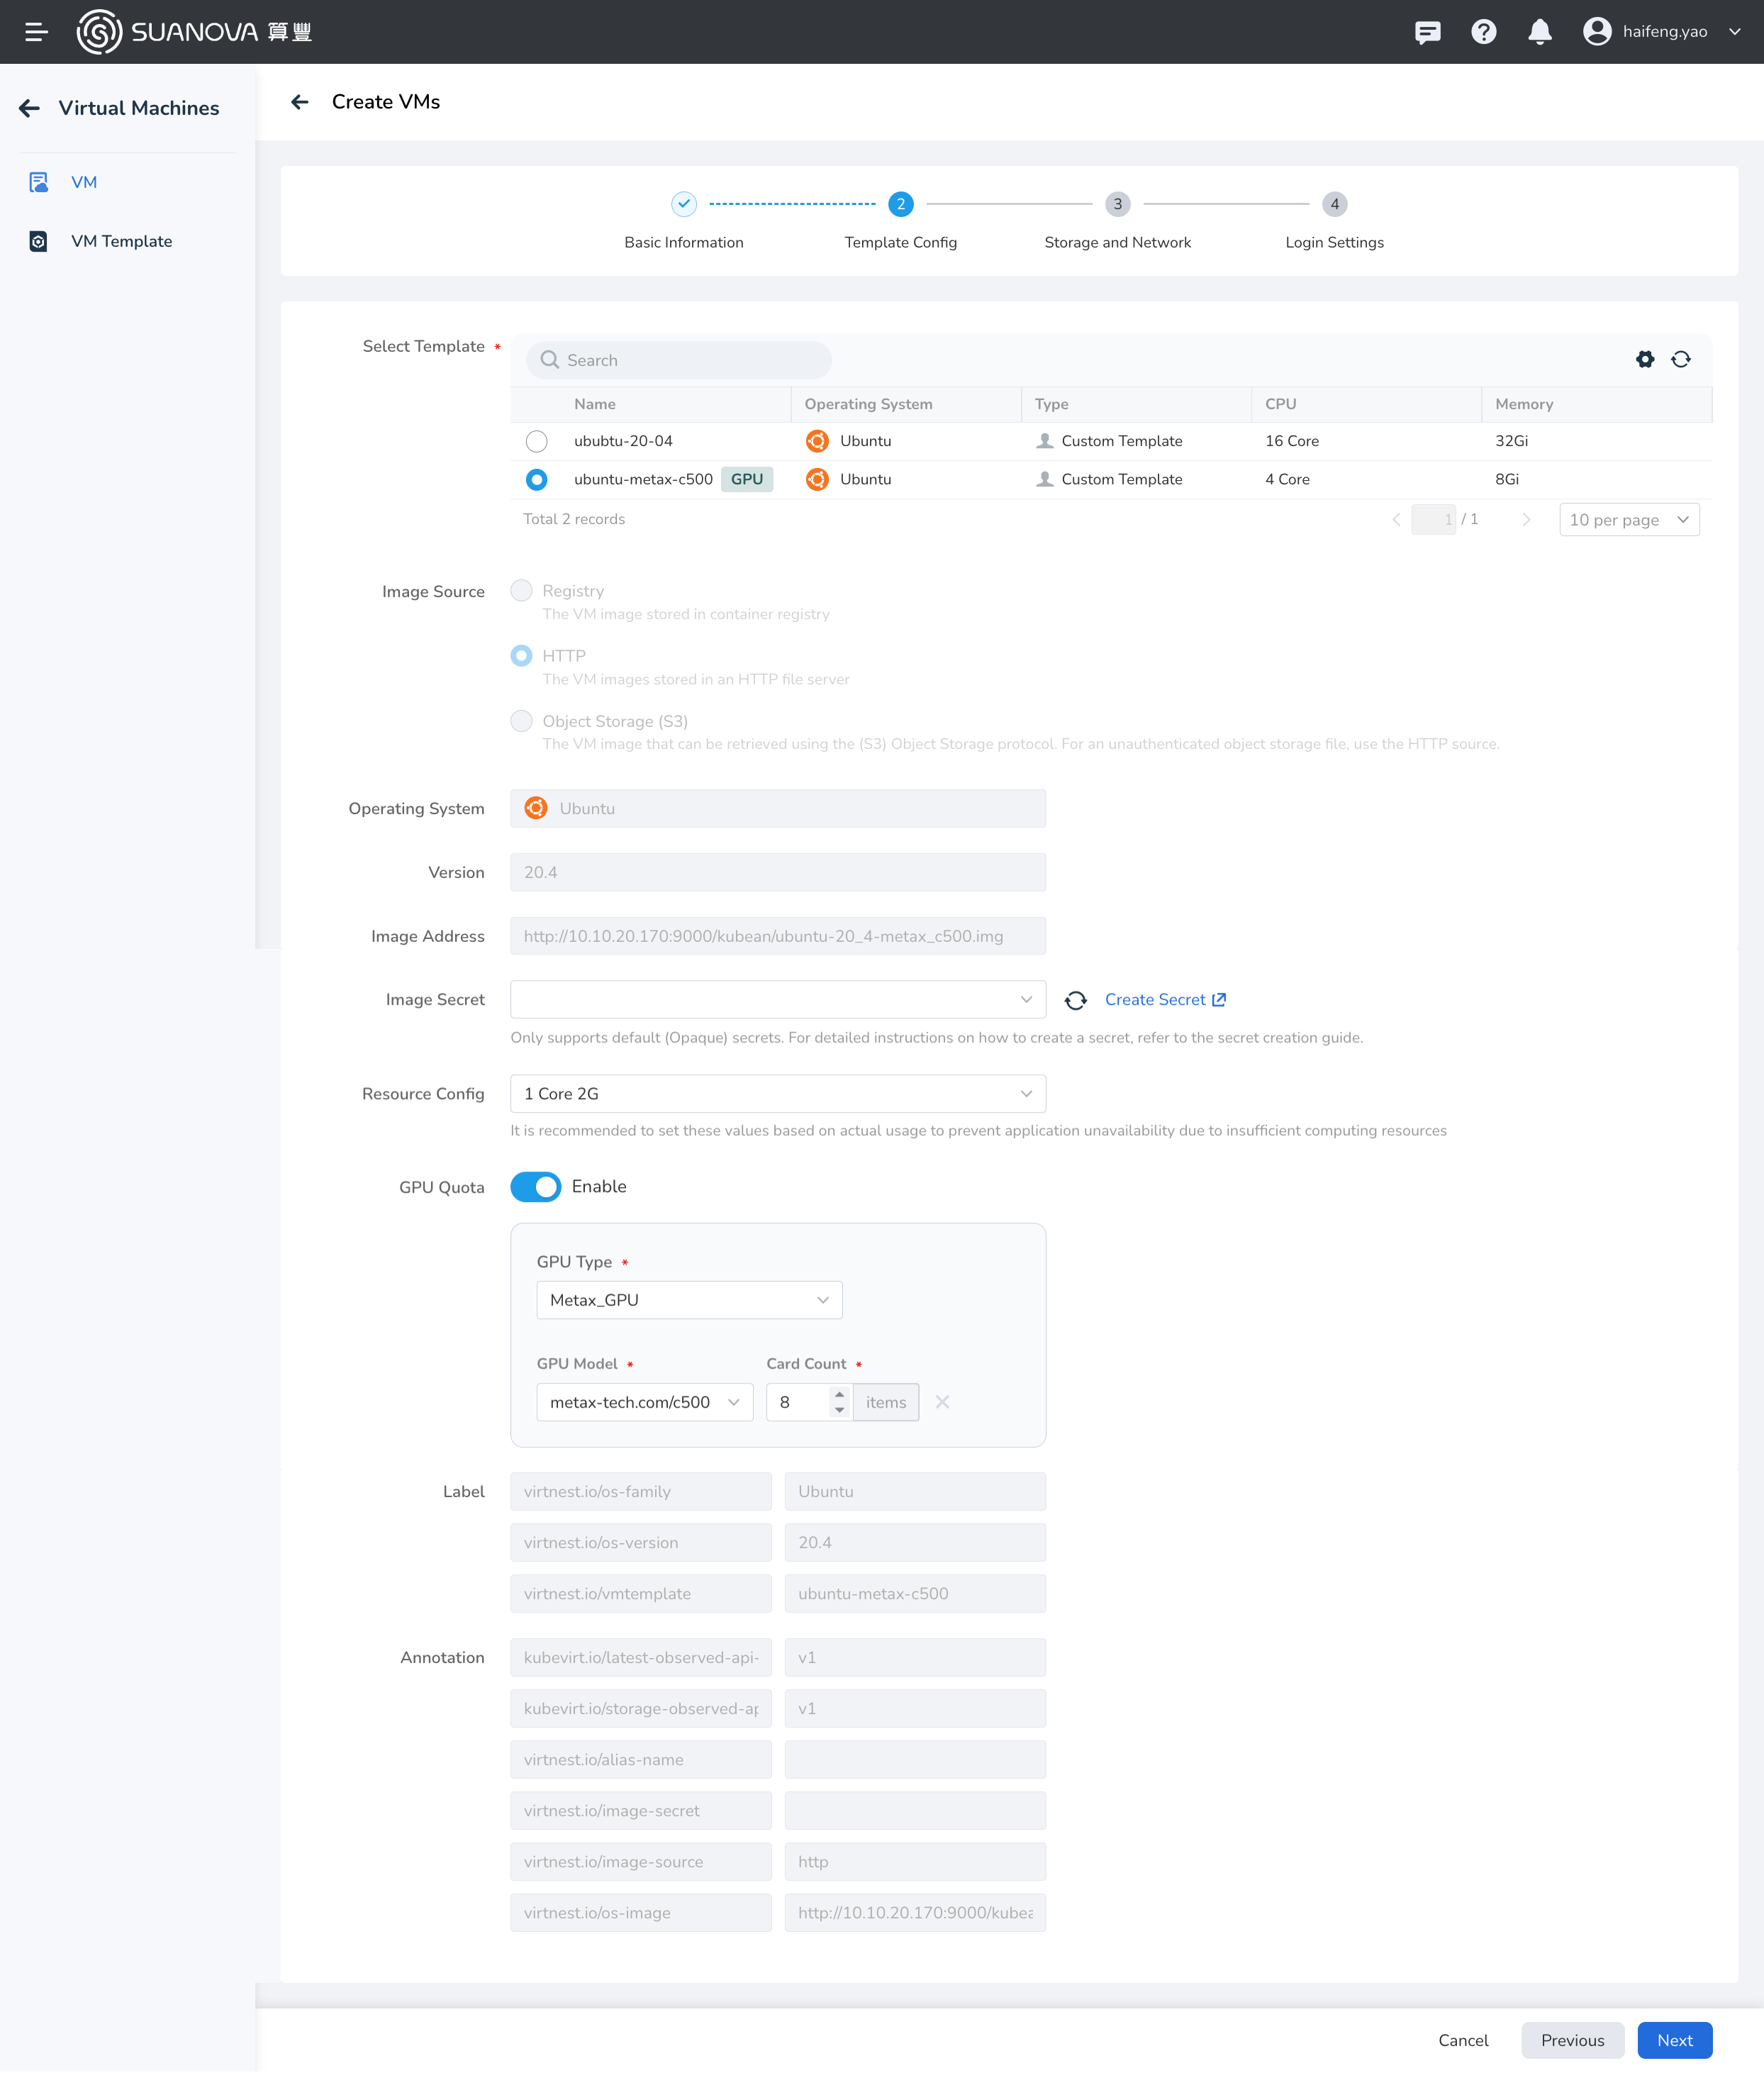 SUANOVA 算豐
haifeng.yao
Virtual Machines
VM
VM Template
Create VMs
2
3
4
Basic Information
Template Config
Storage and Network
Login Settings
Select Template *
Search
Name
Operating System
Type
CPU
Memory
ububtu-20-04
Ubuntu
Custom Template
16 Core
32Gi
ubuntu-metax-c500 GPU
Ubuntu
Custom Template
4 Core
8Gi
Total 2 records
1 / 1
10 per page
Image Source
Registry
The VM image stored in container registry
HTTP
The VM images stored in an HTTP file server
Object Storage (S3)
The VM image that can be retrieved using the (S3) Object Storage protocol. For an unauthenticated object storage file, use the HTTP source.
Operating System
Ubuntu
Version
20.4
Image Address
http://10.10.20.170:9000/kubean/ubuntu-20_4-metax_c500.img
Image Secret
Create Secret
Only supports default (Opaque) secrets. For detailed instructions on how to create a secret, refer to the secret creation guide.
Resource Config
1 Core 2G
It is recommended to set these values based on actual usage to prevent application unavailability due to insufficient computing resources
GPU Quota
Enable
GPU Type *
Metax_GPU
GPU Model *
Card Count *
metax-tech.com/c500
8
items
Label
virtnest.io/os-family
Ubuntu
virtnest.io/os-version
20.4
virtnest.io/vmtemplate
ubuntu-metax-c500
Annotation
kubevirt.io/latest-observed-api-
v1
kubevirt.io/storage-observed-ap
v1
virtnest.io/alias-name
virtnest.io/image-secret
virtnest.io/image-source
http
virtnest.io/os-image
http://10.10.20.170:9000/kubea
Cancel
Previous
Next